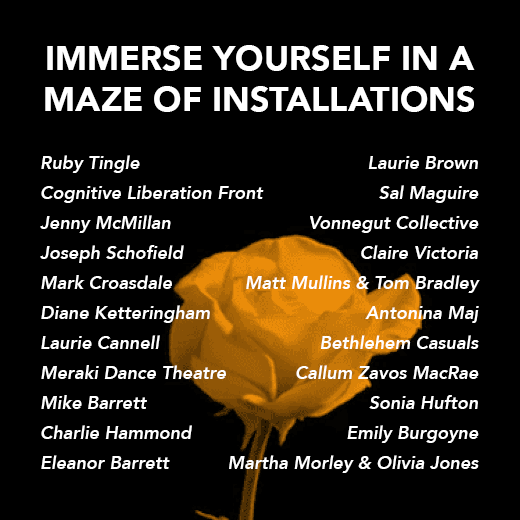 IMMERSE YOURSELF IN A
MAZE OF INSTALLATIONS
Ruby Tingle
Cognitive Liberation Front
Jenny McMillan
Joseph Schofield
Mark Croasdale
Diane Ketteringham
Laurie Cannell
Meraki Dance Theatre
Mike Barrett
Charlie Hammond
Eleanor Barrett
Laurie Brown
Sal Maguire
Vonnegut Collective
Claire Victoria
Matt Mullins & Tom Bradley
Antonina Maj
Bethlehem Casuals
Callum Zavos MacRae
Sonia Hufton
Emily Burgoyne
Martha Morley & Olivia Jones